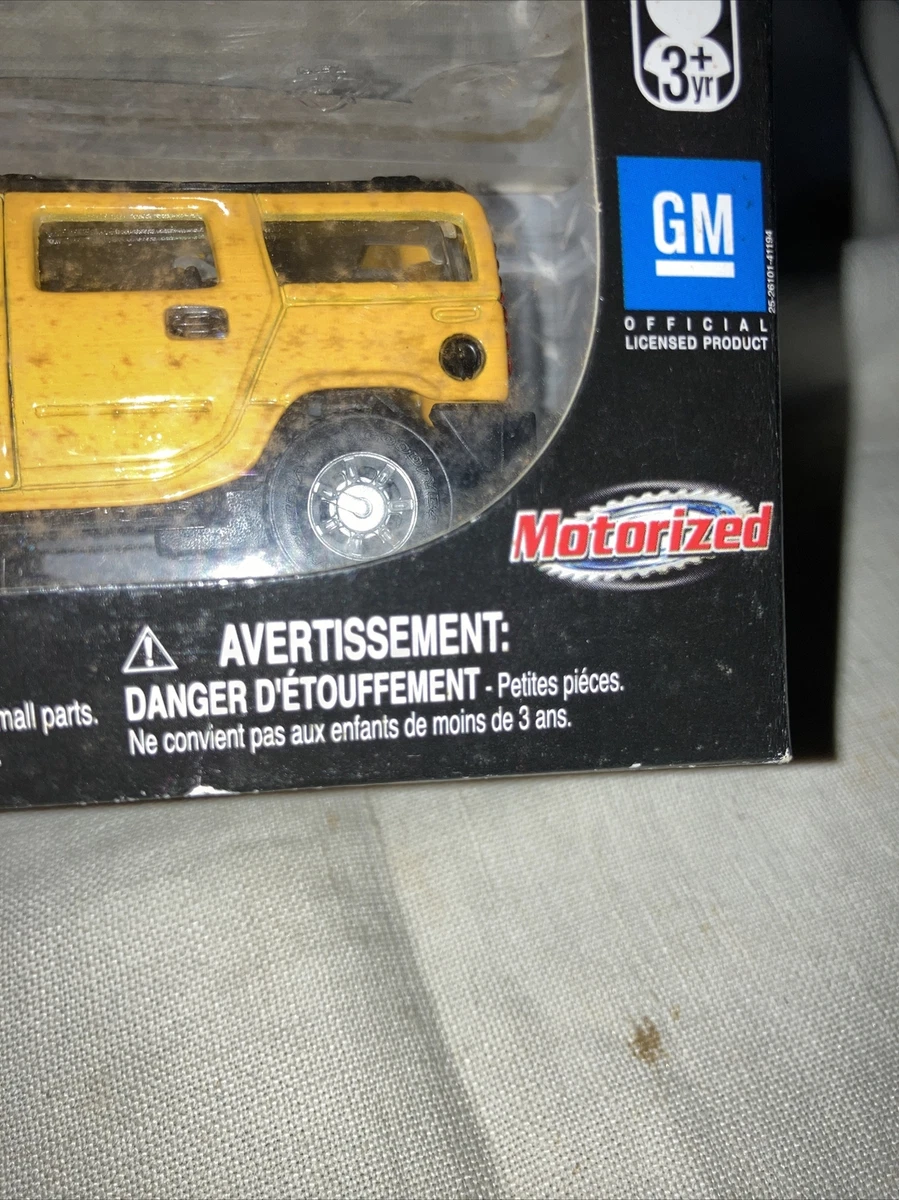 3+
yr
GM
25-26101-41194
OFFICIAL
LICENSED PRODUCT
Motorized
AVERTISSEMENT:
DANGER D'ÉTOUFFEMENT - Petites piéces.
mall parts.
Ne convient pas aux enfants de moins de 3 ans.